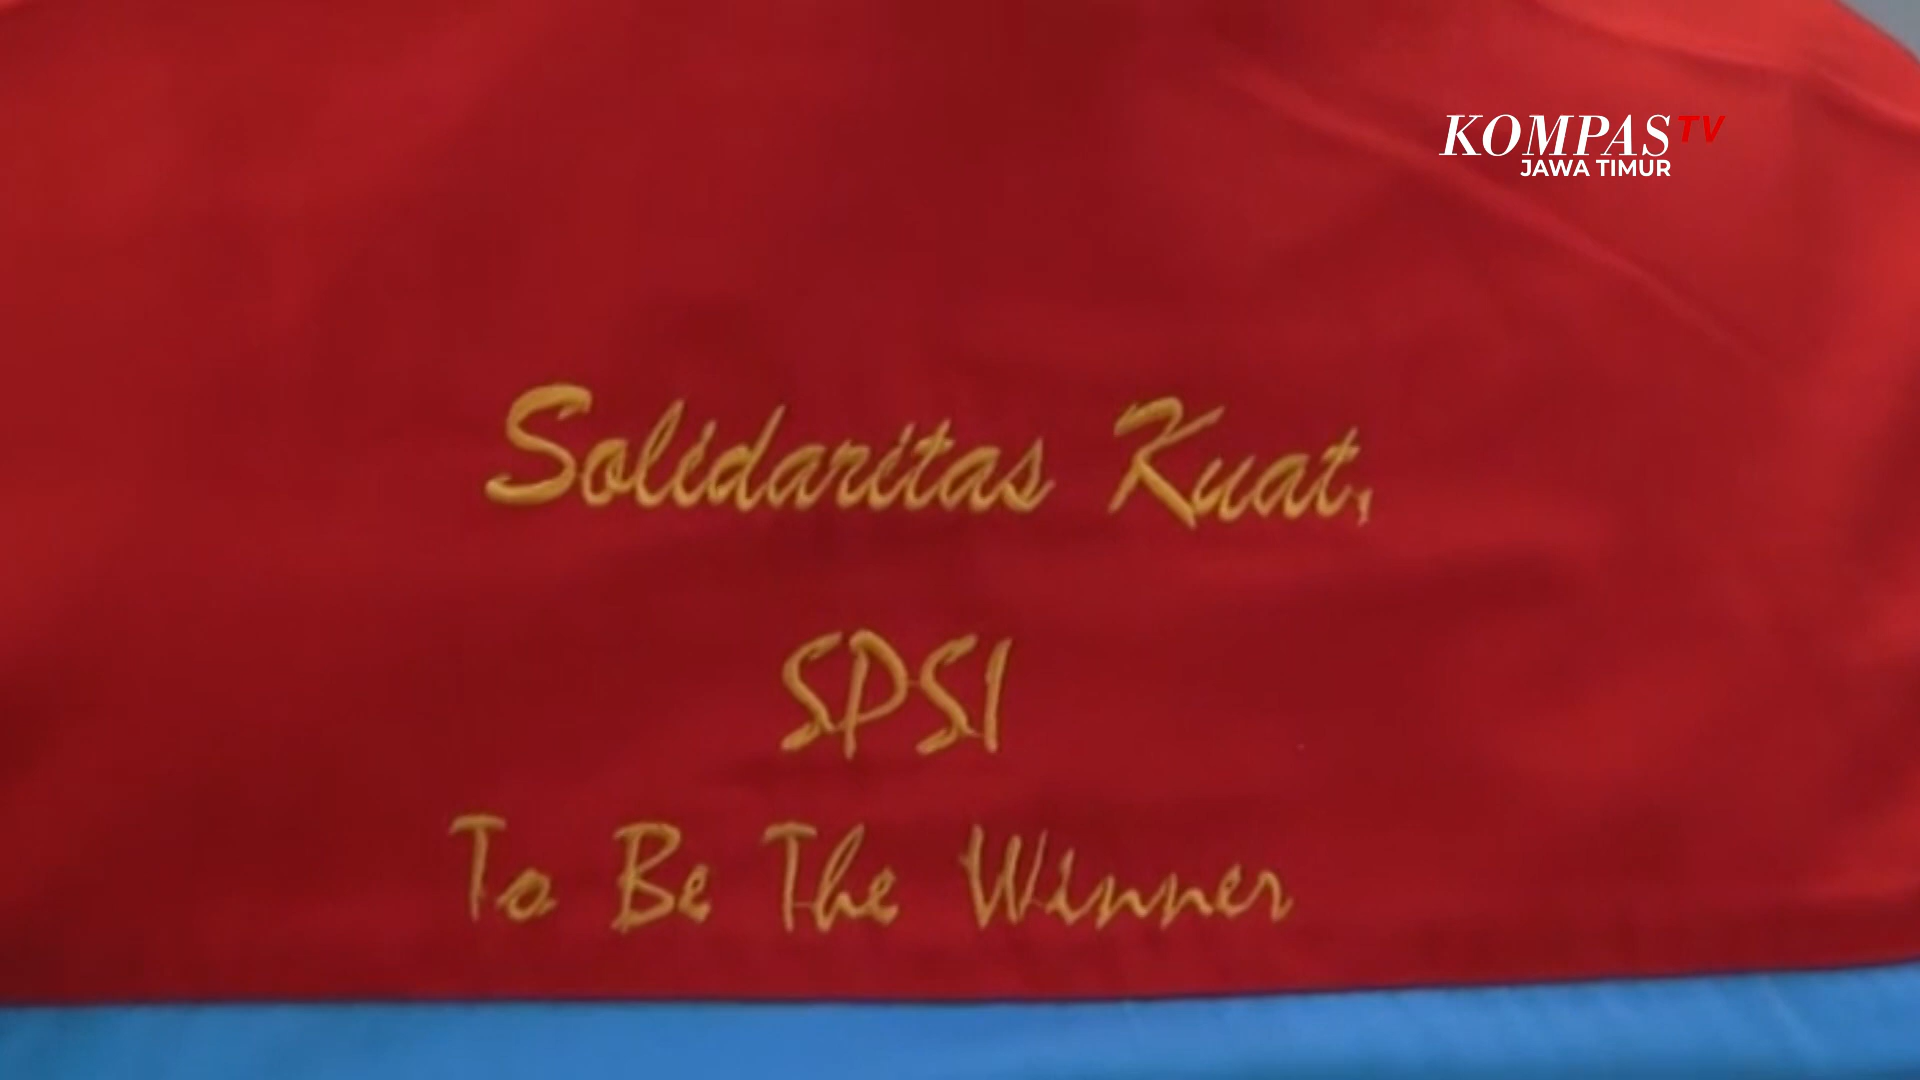 KOMPAS TV
JAWA TIMUR
Solidaritas Kuat,
SPSI
To Be The Winner